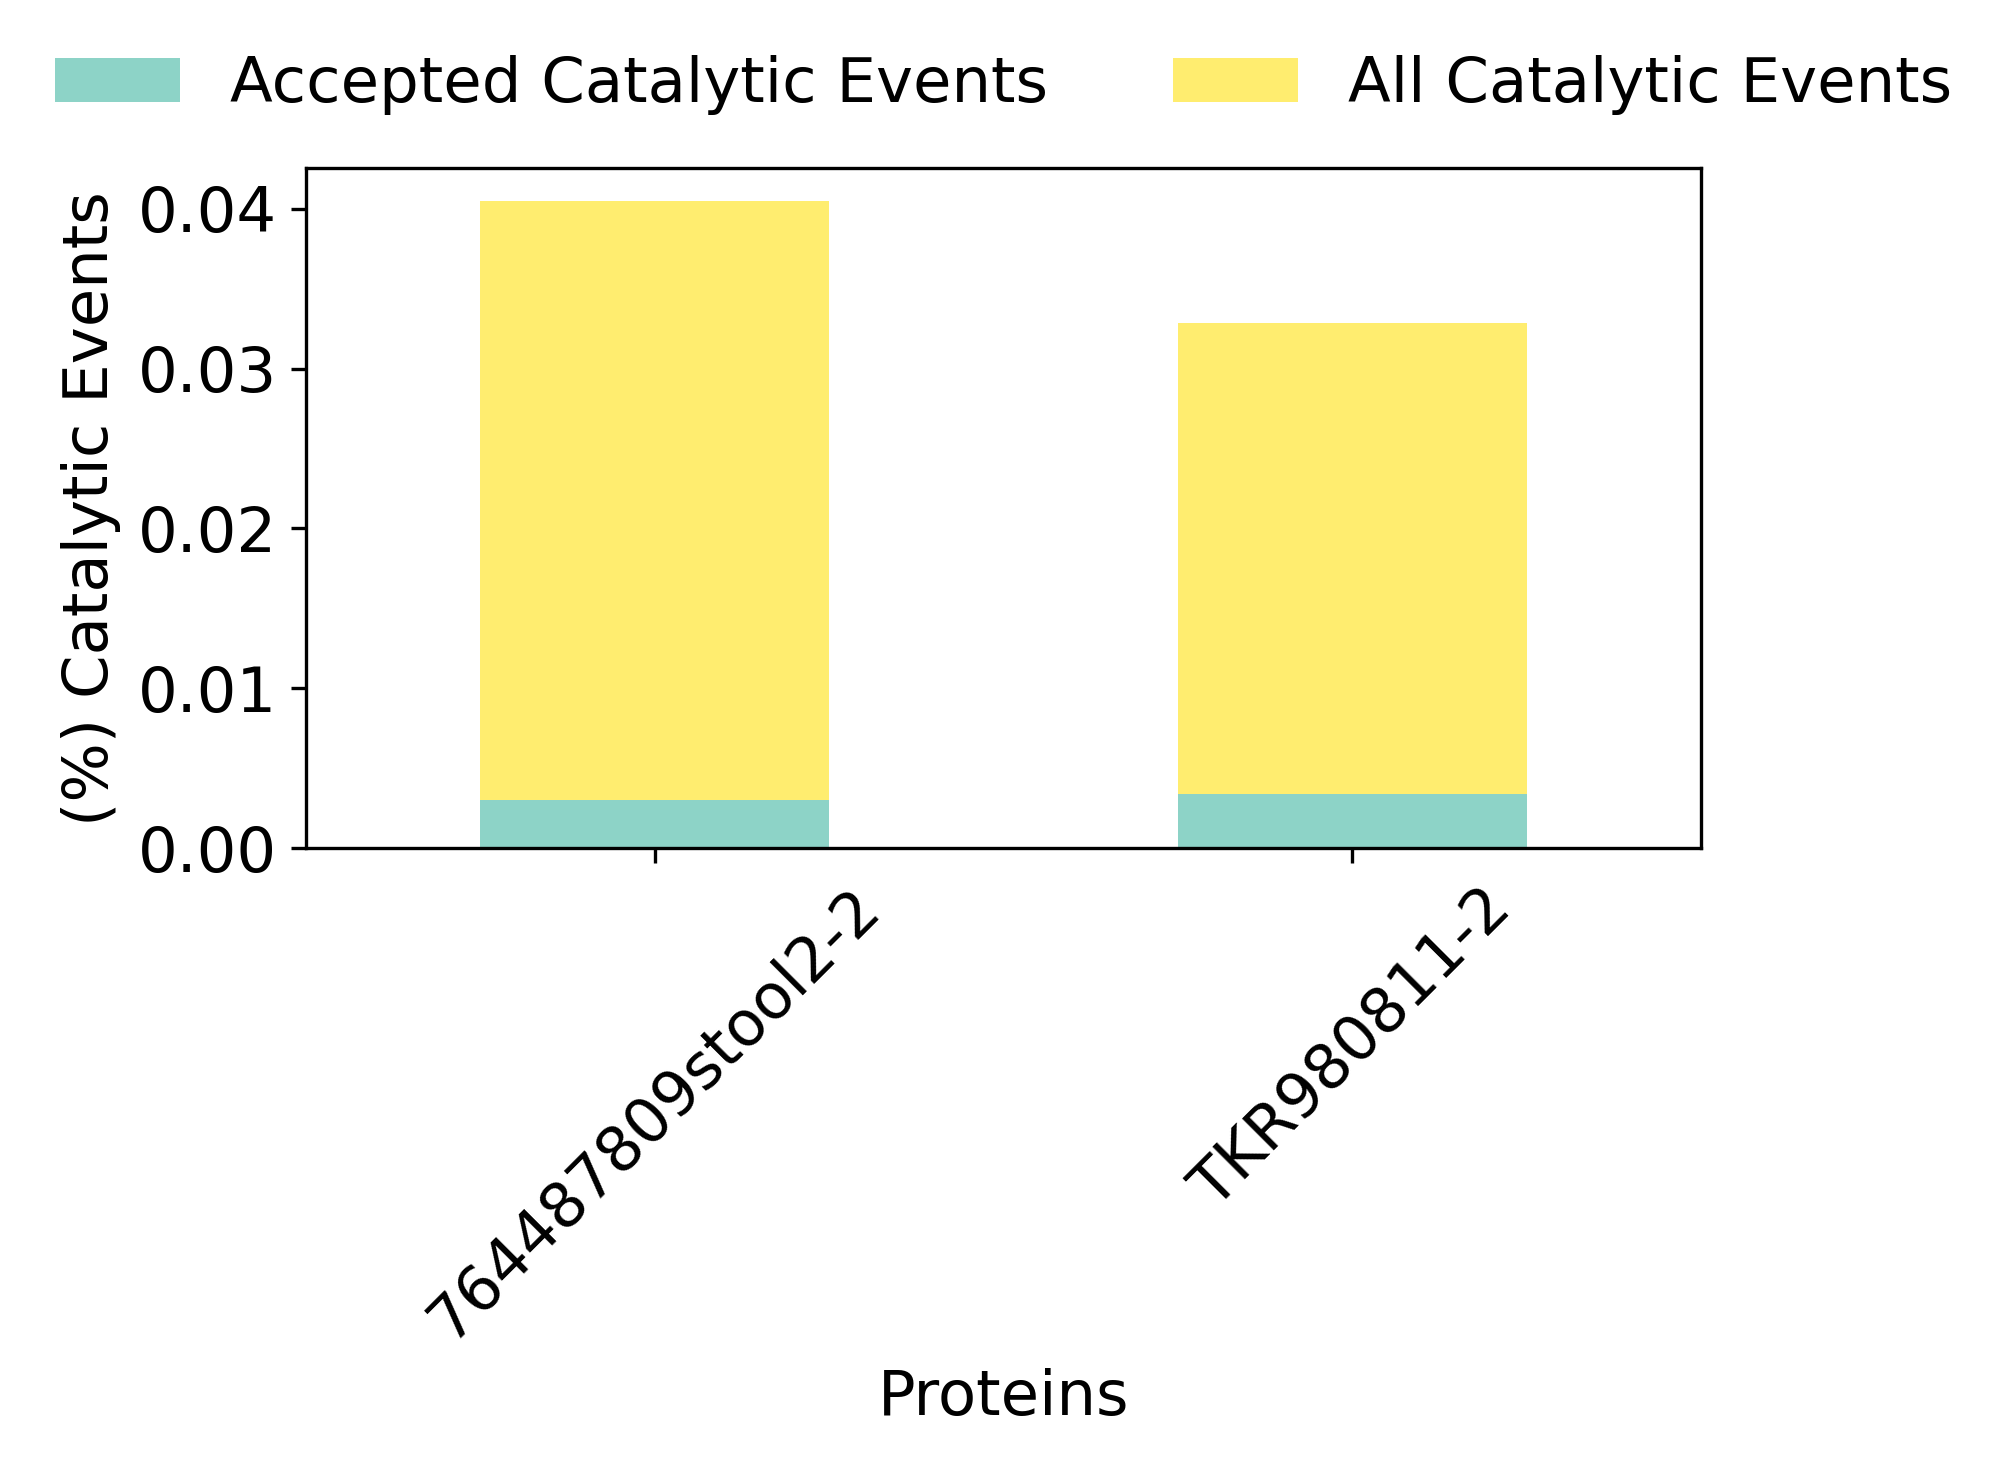 Accepted Catalytic Events
All Catalytic Events
(%) Catalytic Events
0.04
0.03
0.02
0.01
0.00
764487809stool2-2
TKR980811-2
Proteins